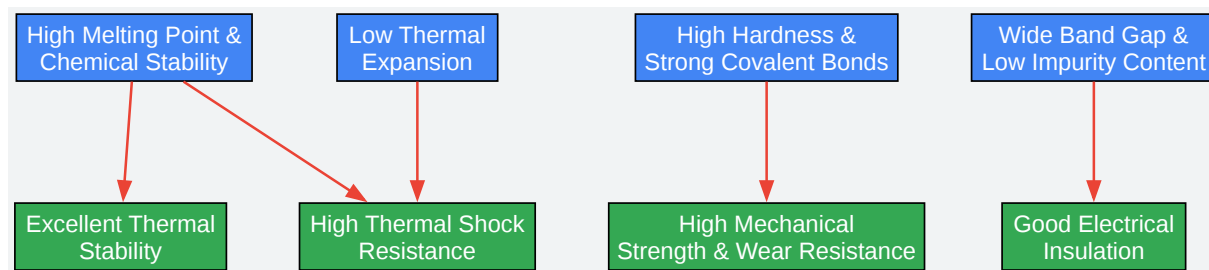 High Melting Point &
Chemical Stability
Low Thermal
Expansion
High Hardness &
Strong Covalent Bonds
Wide Band Gap &
Low Impurity Content
Excellent Thermal
Stability
High Thermal Shock
Resistance
High Mechanical
Strength & Wear Resistance
Good Electrical
Insulation